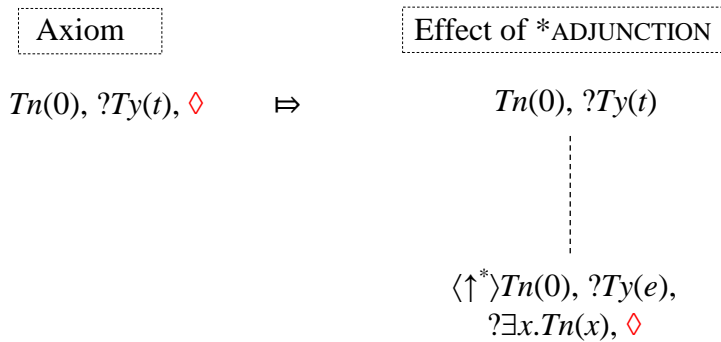 Axiom
Effect of *ADJUNCTION
Tn(0), ?Ty(t), ◊ ⤇ Tn(0), ?Ty(t)
⟨↑*⟩Tn(0), ?Ty(e),
?∃x.Tn(x), ◊